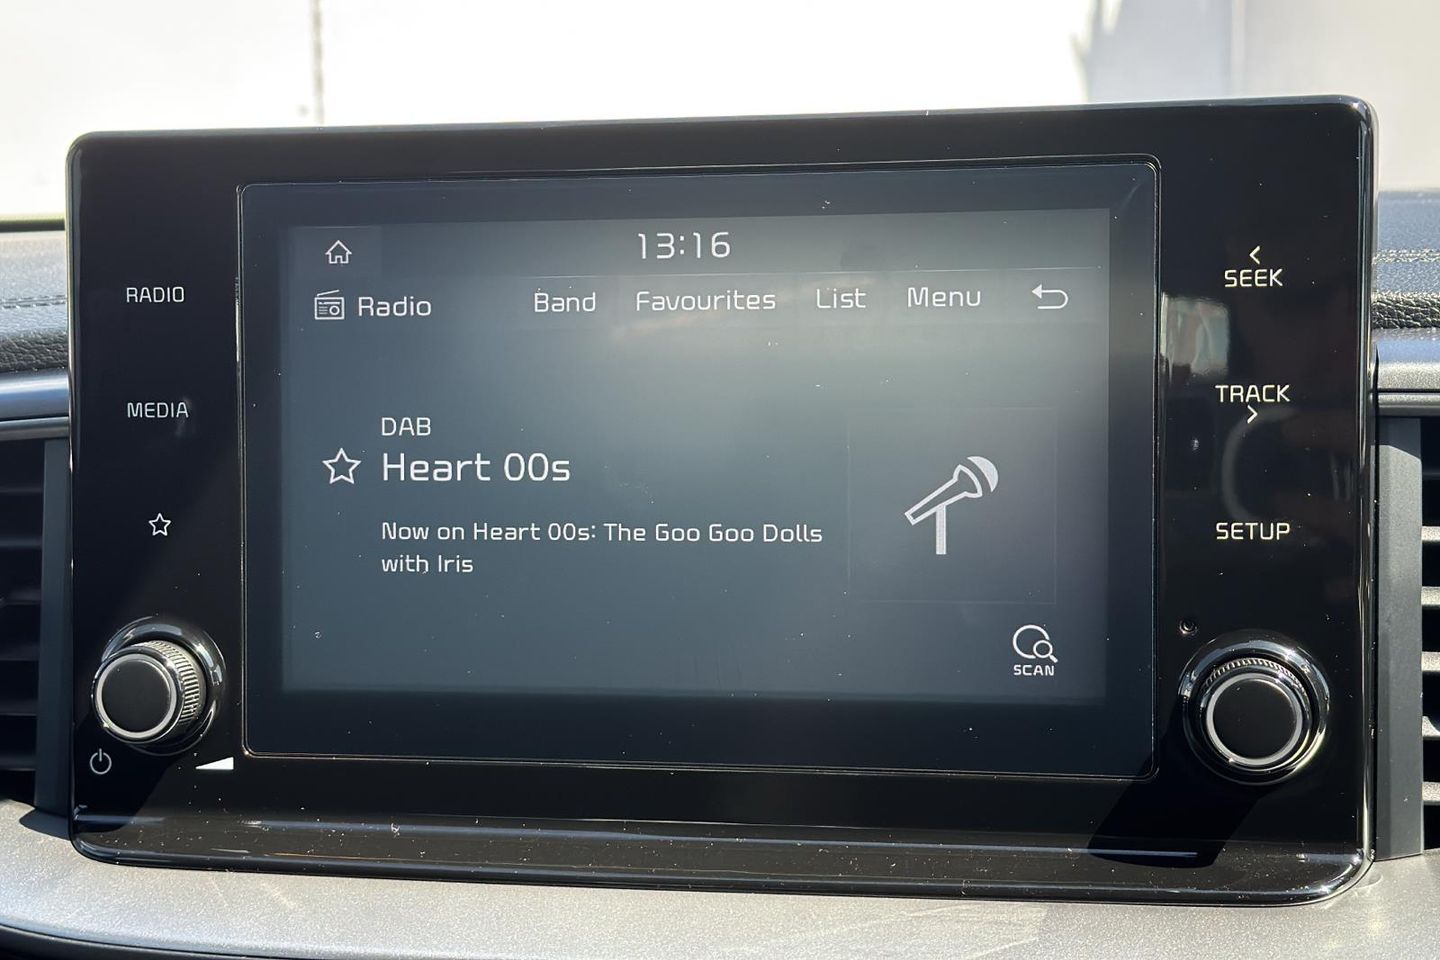 13:16
Radio
Band
Favourites
List
Menu
RADIO
MEDIA
DAB
Heart 00s
Now on Heart 00s: The Goo Goo Dolls
with Iris
SCAN
SEEK
TRACK
SETUP